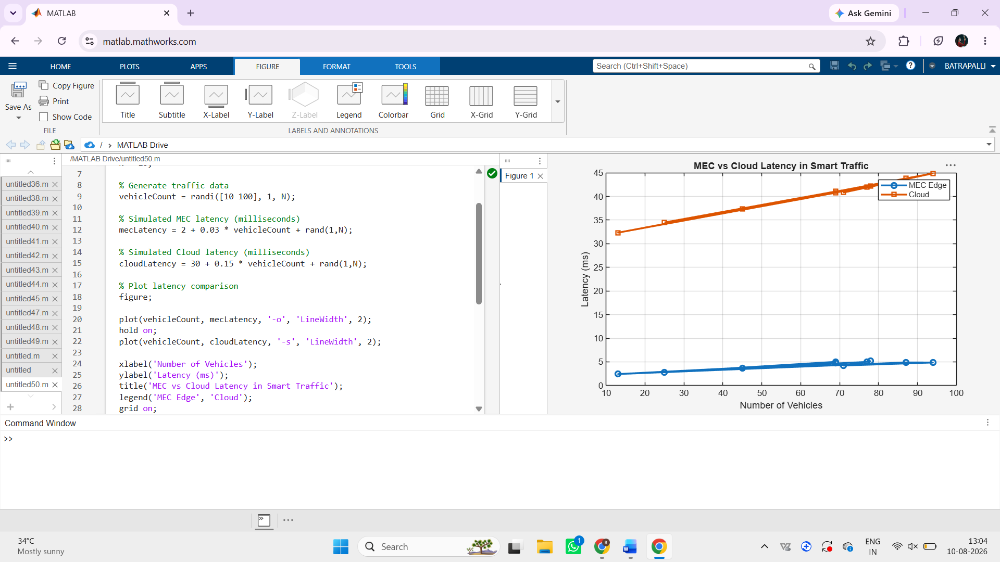 MATLAB
Ask Gemini
matlab.mathworks.com
HOME
PLOTS
APPS
FIGURE
FORMAT
TOOLS
Search (Ctrl+Shift+Space)
BATRAPALLI
Save As
Copy Figure
Print
Show Code
FILE
Title
Subtitle
X-Label
Y-Label
Z-Label
Legend
Colorbar
Grid
X-Grid
Y-Grid
LABELS AND ANNOTATIONS
/ > MATLAB Drive
/MATLAB Drive/untitled50.m
untitled36.m
untitled38.m
untitled39.m
untitled40.m
untitled41.m
untitled42.m
untitled43.m
untitled44.m
untitled45.m
untitled47.m
untitled48.m
untitled49.m
untitled.m
untitled
untitled50.m
7
8 % Generate traffic data
9 vehicleCount = randi([10 100], 1, N);
10
11 % Simulated MEC latency (milliseconds)
12 mecLatency = 2 + 0.03 * vehicleCount + rand(1,N);
13
14 % Simulated Cloud latency (milliseconds)
15 cloudLatency = 30 + 0.15 * vehicleCount + rand(1,N);
16
17 % Plot latency comparison
18 figure;
19
20 plot(vehicleCount, mecLatency, '-o', 'LineWidth', 2);
21 hold on;
22 plot(vehicleCount, cloudLatency, '-s', 'LineWidth', 2);
23
24 xlabel('Number of Vehicles');
25 ylabel('Latency (ms)');
26 title('MEC vs Cloud Latency in Smart Traffic');
27 legend('MEC Edge', 'Cloud');
28 grid on;
Figure 1
MEC vs Cloud Latency in Smart Traffic
MEC Edge
Cloud
45
40
35
30
25
20
15
10
5
0
Latency (ms)
10 20 30 40 50 60 70 80 90 100
Number of Vehicles
Command Window
>>
34°C
Mostly sunny
Search
1
B
W
ENG
IN
13:04
10-08-2026